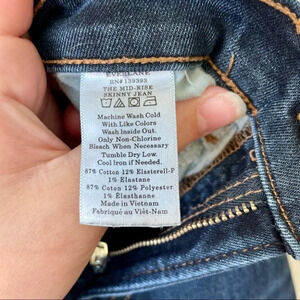 EVERLANE
RN# 139393
THE MID-RISE
SKINNY JEAN
Machine Wash Cold
With Like Colors
Wash Inside Out.
Only Non-Chlorine
Bleach When Necessary
Tumble Dry Low.
Cool Iron if Needed.
87% Cotton 12% Elasterell-P
1% Elastane
87% Coton 12% Polyester
1% Elasthanne
Made in Vietnam
Fabriqué au Viêt-Nam